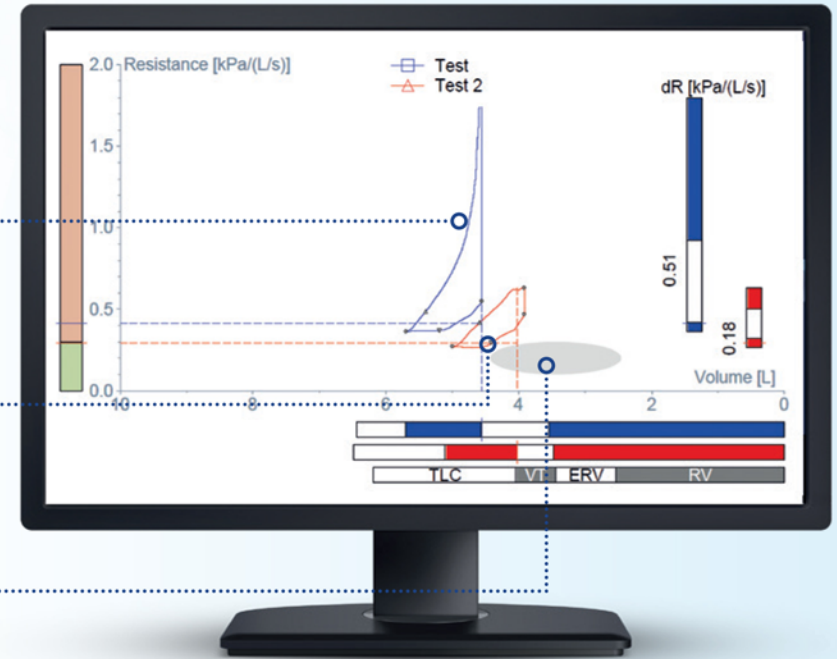 2.0 Resistance [kPa/(L/s)]
Test
Test 2
dR [kPa/(L/s)]
1.5
1.0
0.51
0.5
0.18
Volume [L]
0.0
10 8 6 4 2 0
TLC VT ERV RV